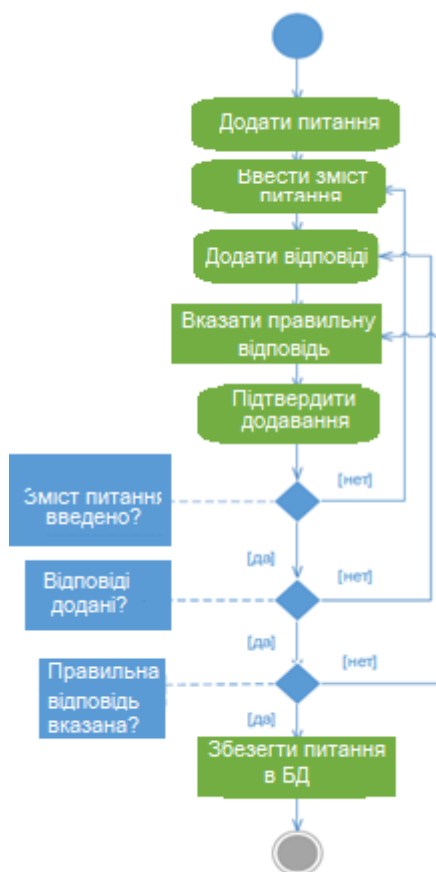 Додати питання
Ввести зміст
питання
Додати відповіді
Вказати правильну
відповідь
Підтвердити
додавання
[нет]
Зміст питання
введено?
[да]
[нет]
Відповіді
додані?
[да]
[нет]
Правильна
відповідь
вказана?
[да]
Збезегти питання
в БД